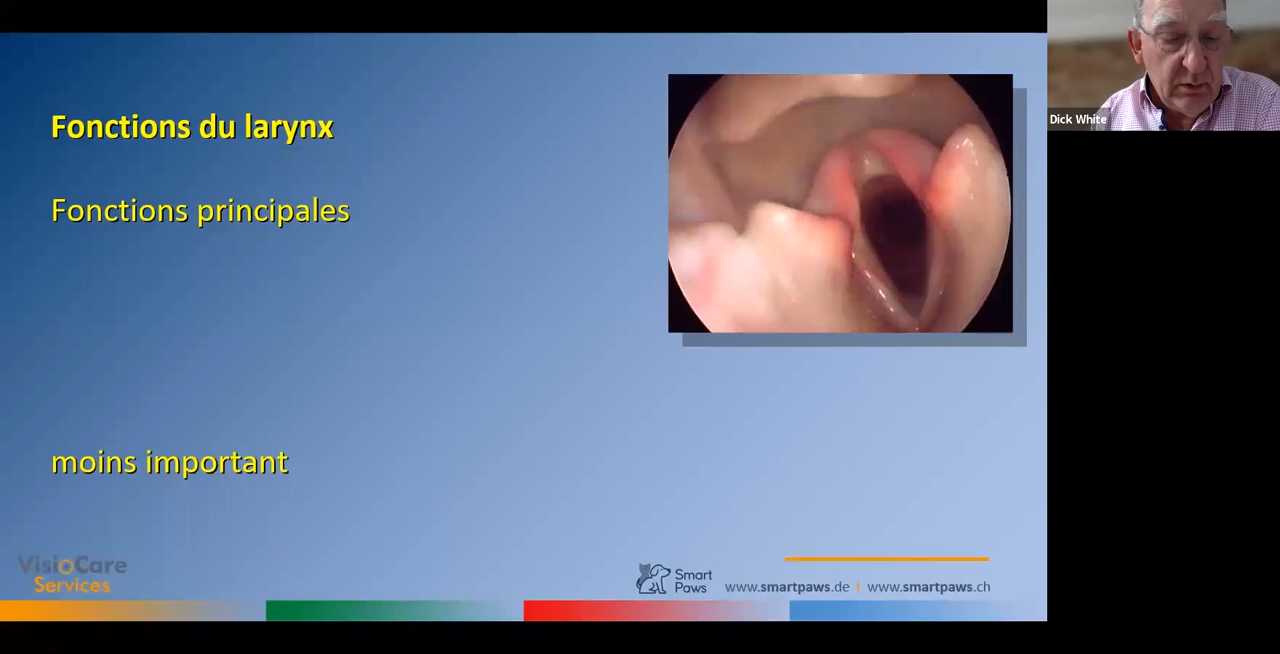 Fonctions du larynx
Fonctions principales
moins important
Dick White
VisioCare
Services
Smart
Paws
www.smartpaws.de | www.smartpaws.ch